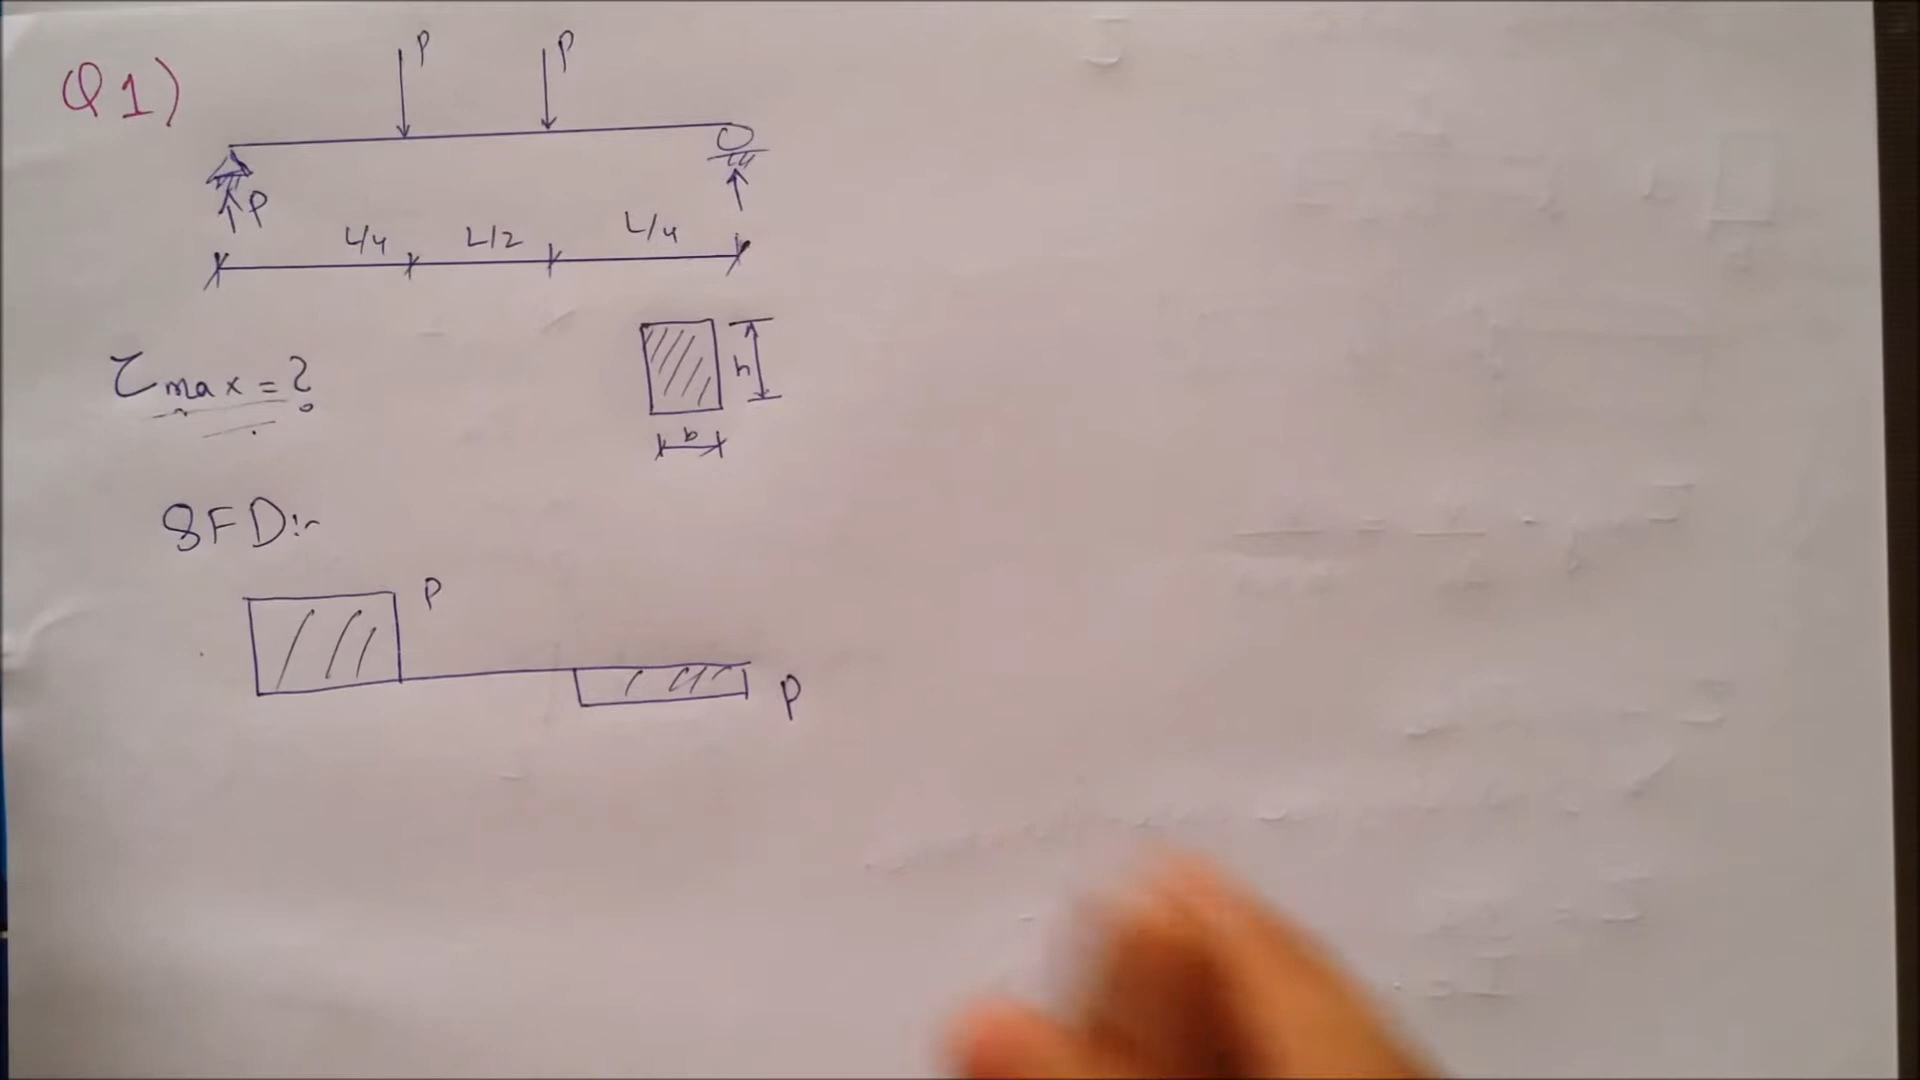 Q1)
P P
P
L/4 L/2 L/4
τmax = ?
h
b
SFD:-
P
P